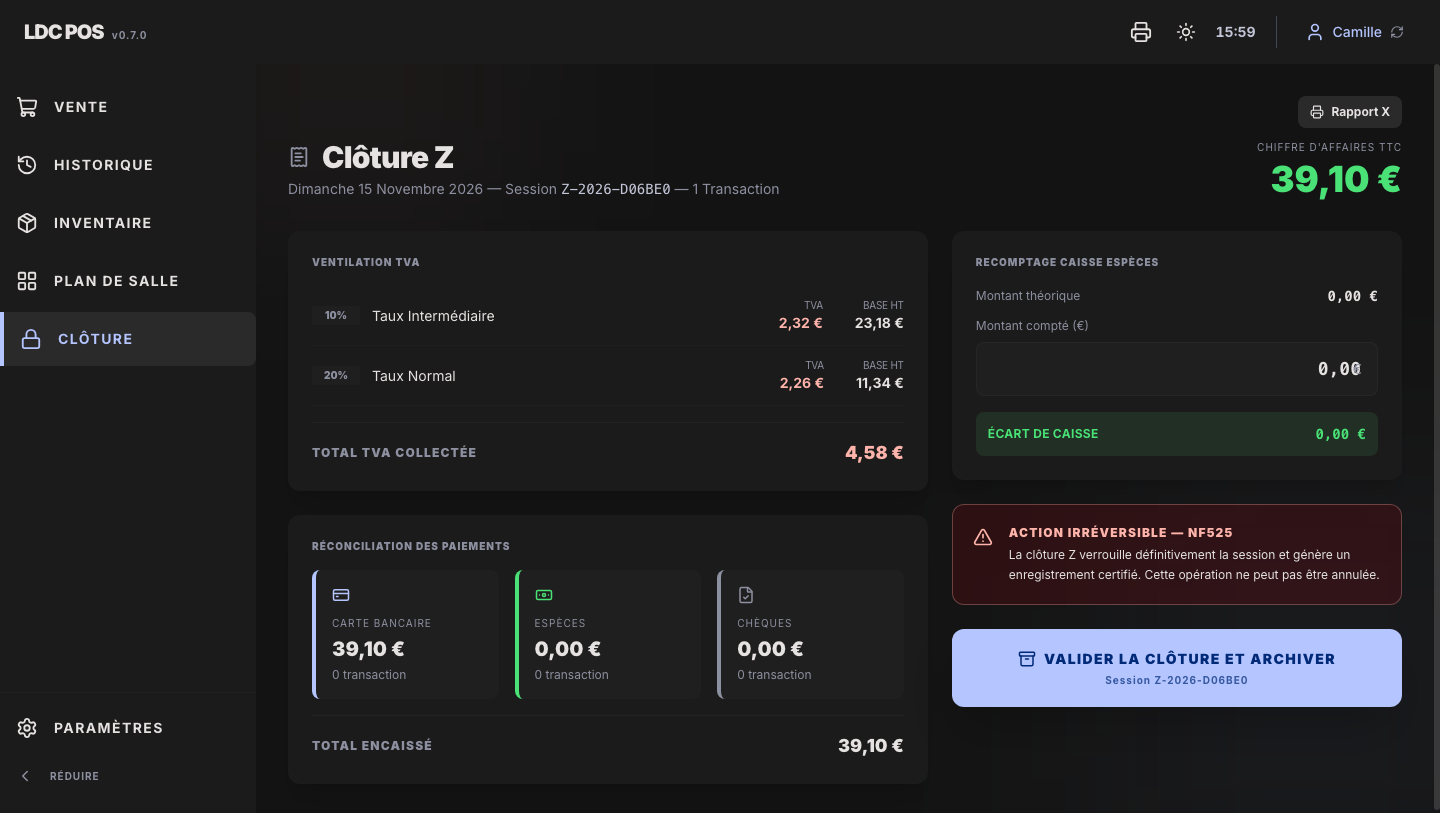 LDC POS v0.7.0
15:59
Camille
VENTE
HISTORIQUE
INVENTAIRE
PLAN DE SALLE
CLÔTURE
PARAMÈTRES
RÉDUIRE
Rapport X
Clôture Z
Dimanche 15 Novembre 2026 — Session Z-2026-D06BE0 — 1 Transaction
CHIFFRE D'AFFAIRES TTC
39,10 €
VENTILATION TVA
10% Taux Intermédiaire
TVA
2,32 €
BASE HT
23,18 €
20% Taux Normal
TVA
2,26 €
BASE HT
11,34 €
TOTAL TVA COLLECTÉE 4,58 €
RÉCONCILIATION DES PAIEMENTS
CARTE BANCAIRE
39,10 €
0 transaction
ESPÈCES
0,00 €
0 transaction
CHÈQUES
0,00 €
0 transaction
TOTAL ENCAISSÉ 39,10 €
RECOMPTAGE CAISSE ESPÈCES
Montant théorique 0,00 €
Montant compté (€)
0,00 €
ÉCART DE CAISSE 0,00 €
ACTION IRRÉVERSIBLE — NF525
La clôture Z verrouille définitivement la session et génère un
enregistrement certifié. Cette opération ne peut pas être annulée.
VALIDER LA CLÔTURE ET ARCHIVER
Session Z-2026-D06BE0